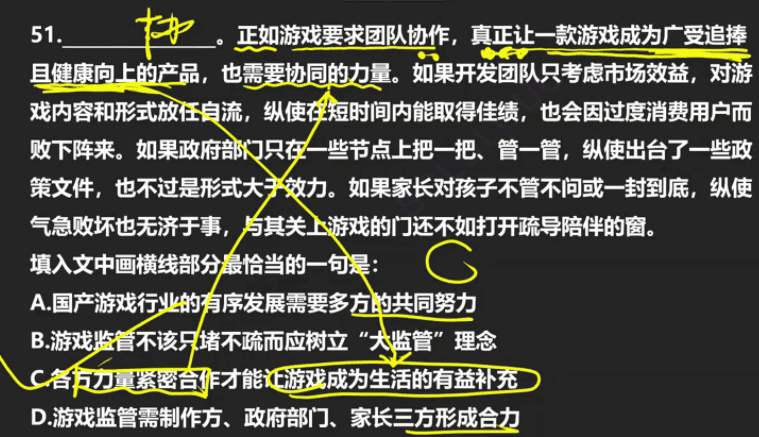 51.____________。正如游戏要求团队协作，真正让一款游戏成为广受追捧
且健康向上的产品，也需要协同的力量。如果开发团队只考虑市场效益，对游
戏内容和形式放任自流，纵使在短时间内能取得佳绩，也会因过度消费用户而
败下阵来。如果政府部门只在一些节点上把一把、管一管，纵使出台了一些政
策文件，也不过是形式大于效力。如果家长对孩子不管不问或一封到底，纵使
气急败坏也无济于事，与其关上游戏的门还不如打开疏导陪伴的窗。
填入文中画横线部分最恰当的一句是：
A.国产游戏行业的有序发展需要多方的共同努力
B.游戏监管不该只堵不疏而应树立“大监管”理念
C.各方力量紧密合作才能让游戏成为生活的有益补充
D.游戏监管需制作方、政府部门、家长三方形成合力